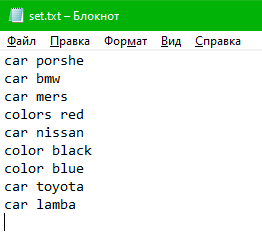 set.txt – Блокнот
Файл Правка Формат Вид Справка
car porshe
car bmw
car mers
colors red
car nissan
color black
color blue
car toyota
car lamba